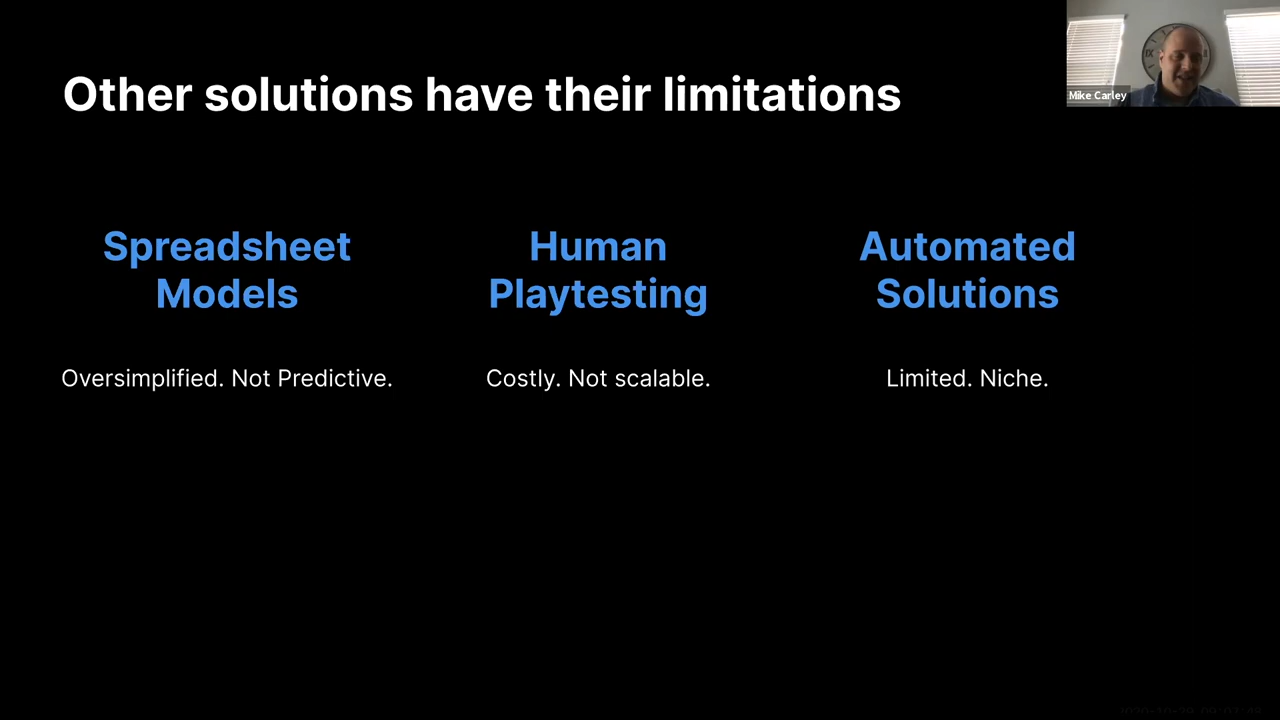 Other solutions have their limitations
Mike Carley
Spreadsheet
Models
Human
Playtesting
Automated
Solutions
Oversimplified. Not Predictive.
Costly. Not scalable.
Limited. Niche.